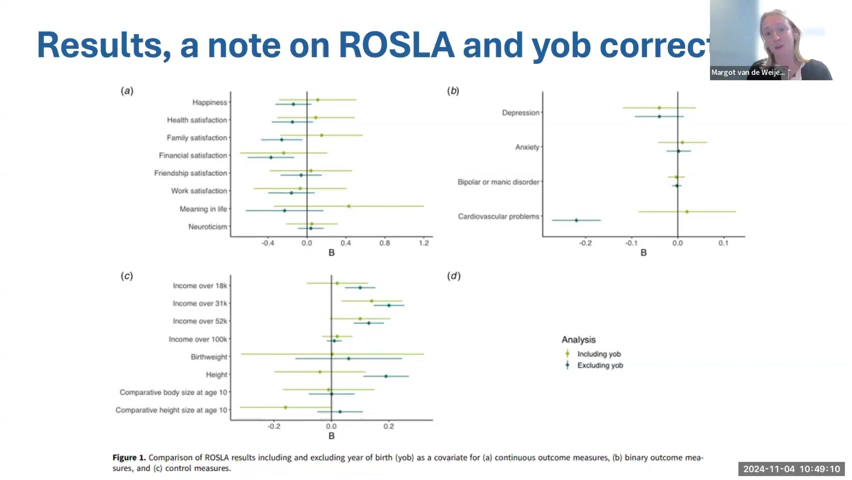 Results, a note on ROSLA and yob correct
Margot van de Weije...
(a)
Happiness
Health satisfaction
Family satisfaction
Financial satisfaction
Friendship satisfaction
Work satisfaction
Meaning in life
Neuroticism
-0.4 0.0 0.4 0.8 1.2
B
(b)
Depression
Anxiety
Bipolar or manic disorder
Cardiovascular problems
-0.2 -0.1 0.0 0.1
B
(c)
Income over 18k
Income over 31k
Income over 52k
Income over 100k
Birthweight
Height
Comparative body size at age 10
Comparative height size at age 10
-0.2 0.0 0.2
B
(d)
Analysis
Including yob
Excluding yob
Figure 1. Comparison of ROSLA results including and excluding year of birth (yob) as a covariate for (a) continuous outcome measures, (b) binary outcome mea-
sures, and (c) control measures.
2024-11-04 10:49:10